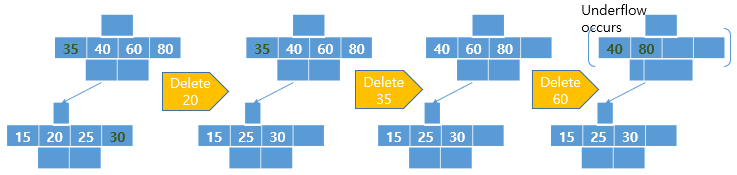 Underflow
occurs
35 40 60 80
35 40 60 80
40 60 80
40 80
Delete
20
Delete
35
Delete
60
15 20 25 30
15 25 30
15 25 30
15 25 30